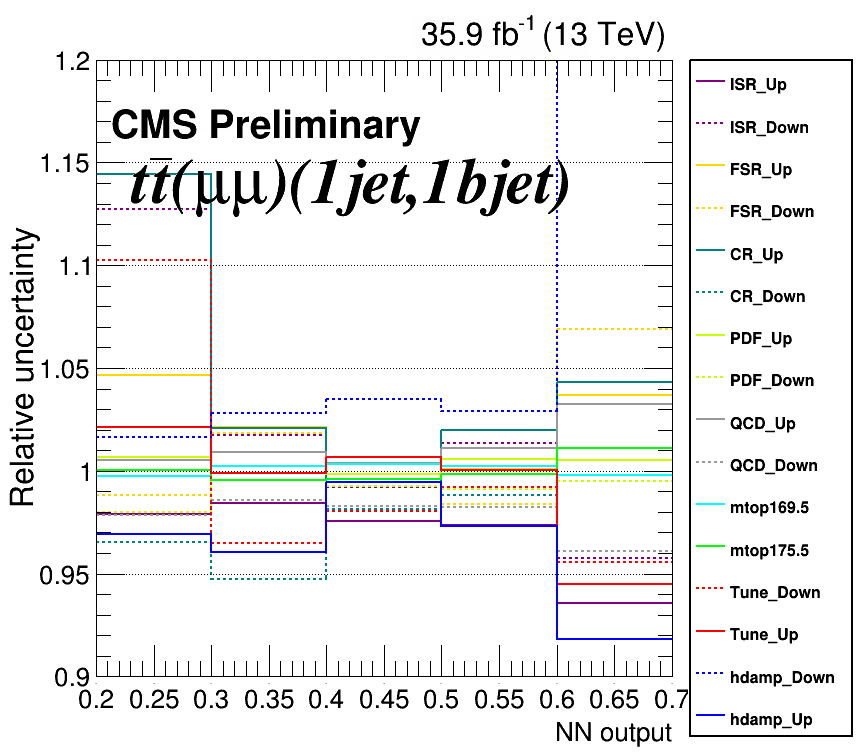 35.9 fb⁻¹ (13 TeV)
CMS Preliminary
tt̅(μμ)(1jet,1bjet)
Relative uncertainty
1.2
1.15
1.1
1.05
1
0.95
0.9
0.2 0.25 0.3 0.35 0.4 0.45 0.5 0.55 0.6 0.65 0.7
NN output
ISR_Up
ISR_Down
FSR_Up
FSR_Down
CR_Up
CR_Down
PDF_Up
PDF_Down
QCD_Up
QCD_Down
mtop169.5
mtop175.5
Tune_Down
Tune_Up
hdamp_Down
hdamp_Up